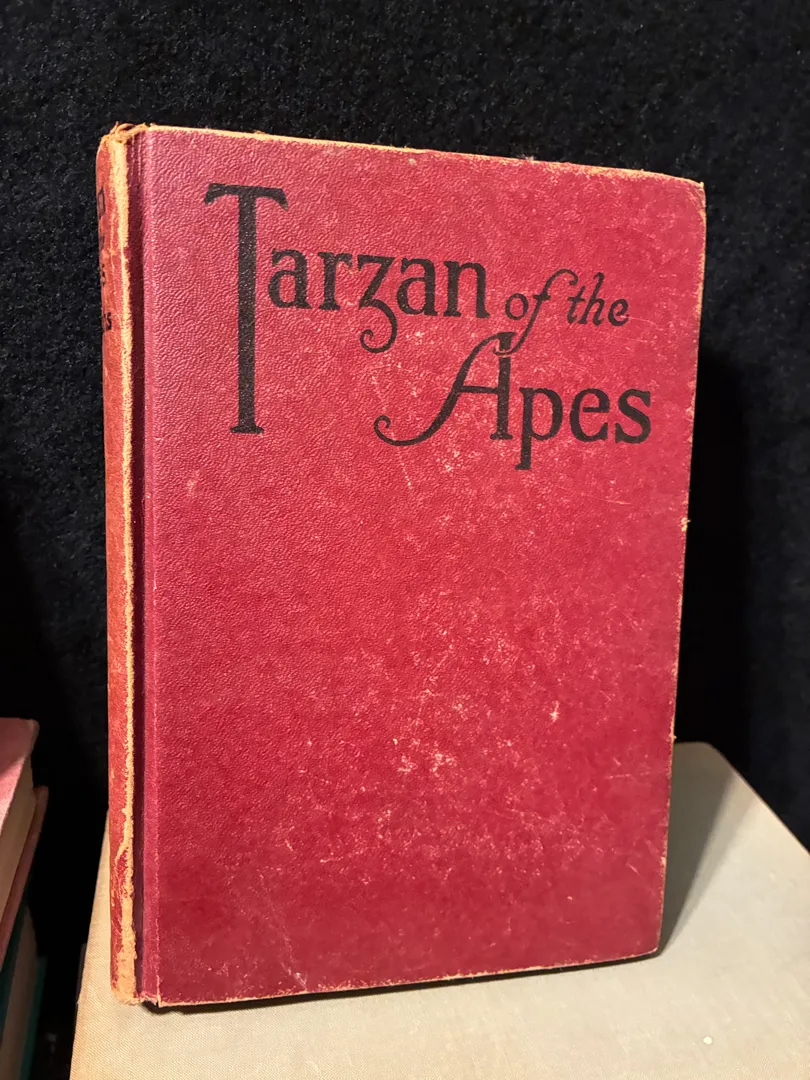 Tarzan of the
Apes